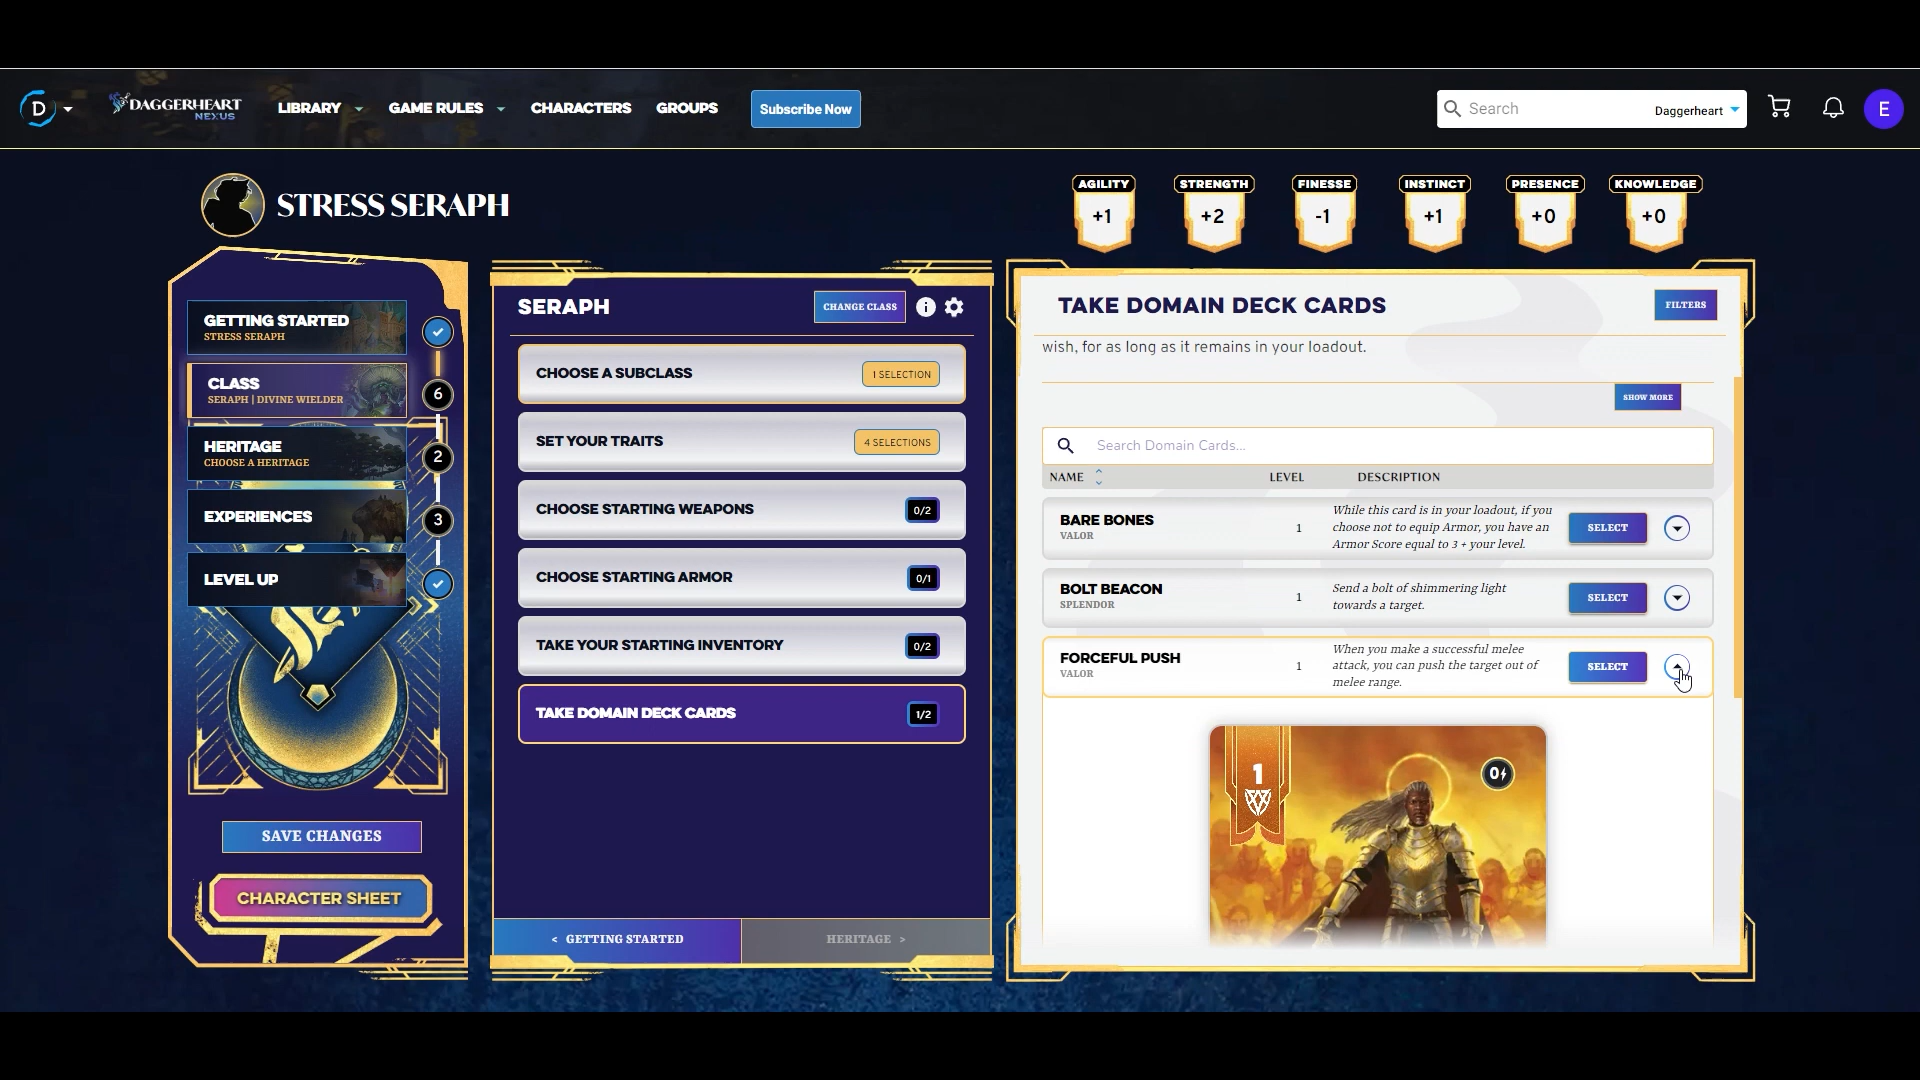 D
DAGGERHEART
NEXUS
LIBRARY
GAME RULES
CHARACTERS
GROUPS
Subscribe Now
Search
Daggerheart
E
STRESS SERAPH
AGILITY
+1
STRENGTH
+2
FINESSE
-1
INSTINCT
+1
PRESENCE
+0
KNOWLEDGE
+0
GETTING STARTED
STRESS SERAPH
CLASS
SERAPH | DIVINE WIELDER
6
HERITAGE
CHOOSE A HERITAGE
2
EXPERIENCES
3
LEVEL UP
SAVE CHANGES
CHARACTER SHEET
SERAPH
CHANGE CLASS
i
CHOOSE A SUBCLASS
1 SELECTION
SET YOUR TRAITS
4 SELECTIONS
CHOOSE STARTING WEAPONS
0/2
CHOOSE STARTING ARMOR
0/1
TAKE YOUR STARTING INVENTORY
0/2
TAKE DOMAIN DECK CARDS
1/2
< GETTING STARTED
HERITAGE >
TAKE DOMAIN DECK CARDS
FILTERS
wish, for as long as it remains in your loadout.
SHOW MORE
Search Domain Cards...
NAME
LEVEL
DESCRIPTION
BARE BONES
VALOR
1
While this card is in your loadout, if you
choose not to equip Armor, you have an
Armor Score equal to 3 + your level.
SELECT
BOLT BEACON
SPLENDOR
1
Send a bolt of shimmering light
towards a target.
SELECT
FORCEFUL PUSH
VALOR
1
When you make a successful melee
attack, you can push the target out of
melee range.
SELECT
1
0